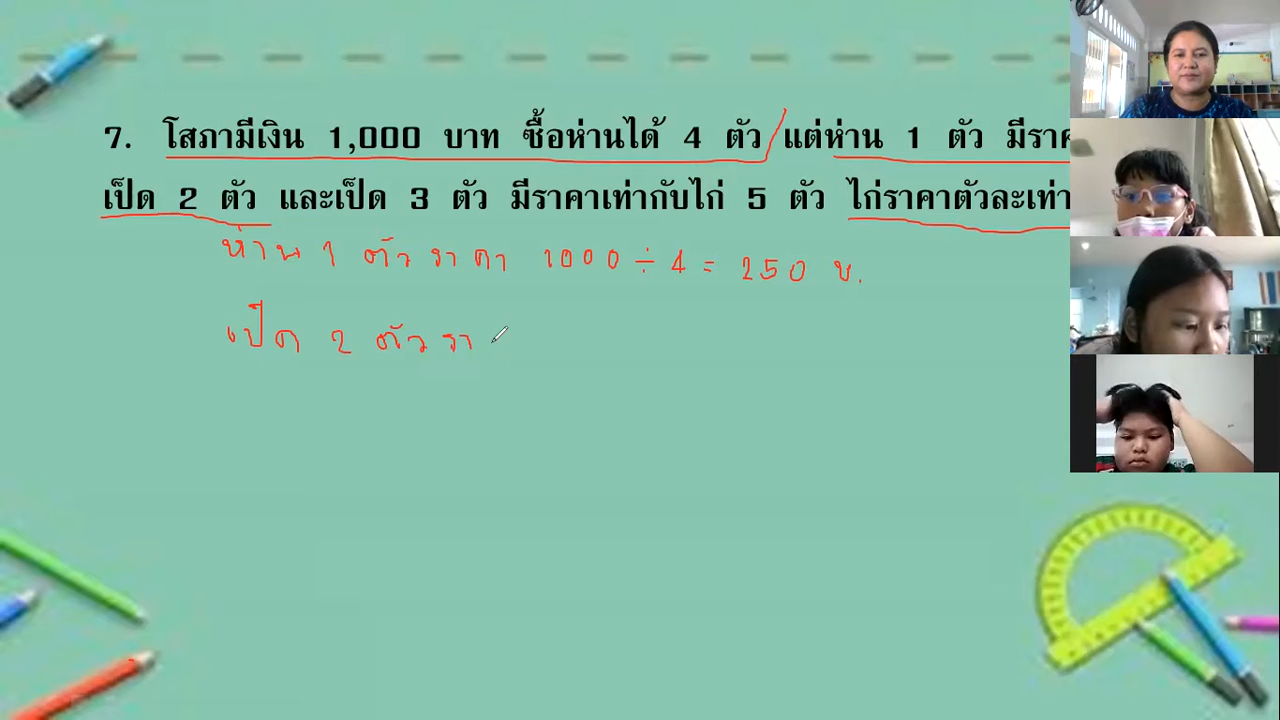 7. โสภามีเงิน 1,000 บาท ซื้อห่านได้ 4 ตัว / แต่ห่าน 1 ตัว มีรา
เป็ด 2 ตัว และเป็ด 3 ตัว มีราคาเท่ากับไก่ 5 ตัว ไก่ราคาตัวละเท่า
ห่าน 1 ตัวราคา 1000 ÷ 4 = 250 บ.
เป็ด 2 ตัวรา